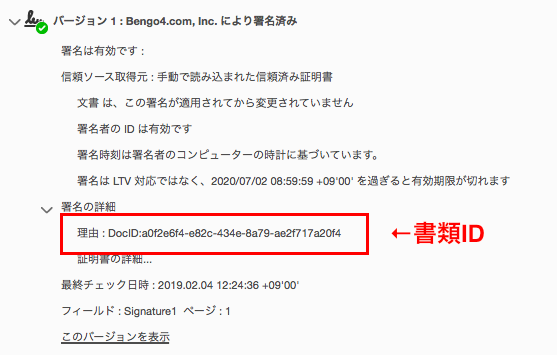 バージョン 1 : Bengo4.com, Inc. により署名済み
署名は有効です :
信頼ソース取得元 : 手動で読み込まれた信頼済み証明書
文書 は、この署名が適用されてから変更されていません
署名者の ID は有効です
署名時刻は署名者のコンピューターの時計に基づいています。
署名は LTV 対応ではなく、2020/07/02 08:59:59 +09'00' を過ぎると有効期限が切れます
署名の詳細
理由 : DocID:a0f2e6f4-e82c-434e-8a79-ae2f717a20f4
←書類ID
証明書の詳細...
最終チェック日時 : 2019.02.04 12:24:36 +09'00'
フィールド : Signature1 ページ : 1
このバージョンを表示